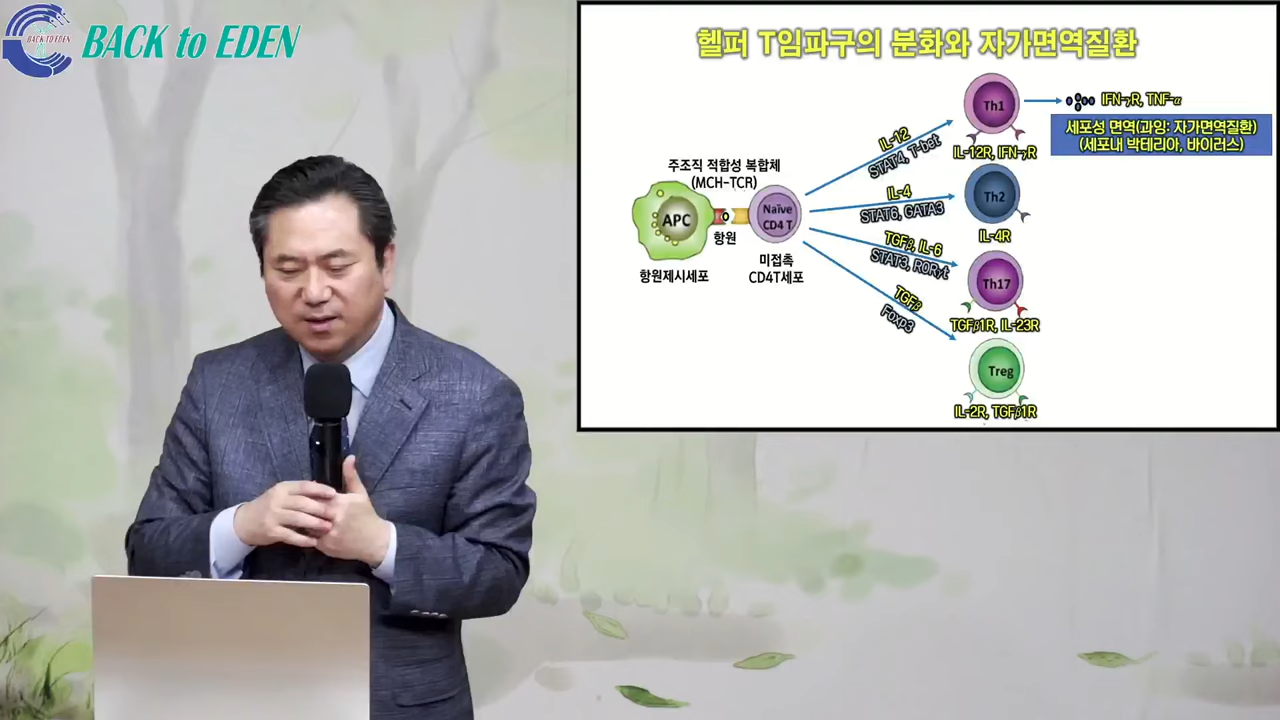 BACK TO EDEN
BACK to EDEN
헬퍼 T임파구의 분화와 자가면역질환
Th1
IFN-γR, TNF-α
세포성 면역(과잉: 자가면역질환)
(세포내 박테리아, 바이러스)
IL-12
STAT4, T-bet
IL-12R, IFN-γR
주조직 적합성 복합체
(MCH-TCR)
APC
항원
Naïve
CD4 T
항원제시세포
미접촉
CD4T세포
IL-4
STAT6, GATA3
Th2
IL-4R
TGFβ, IL-6
STAT3, RORγt
Th17
TGFβ1R, IL-23R
TGFβ
Foxp3
Treg
IL-2R, TGFβ1R